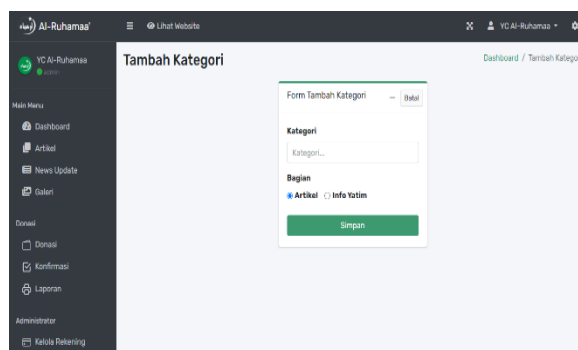 Al-Ruhamaa'
Lihat Website
YC Al-Ruhamaa
YC Al-Ruhamaa
admin
Tambah Kategori
Dashboard / Tambah Katego
Main Menu
Dashboard
Artikel
News Update
Galeri
Donasi
Donasi
Konfirmasi
Laporan
Administrator
Kelola Rekening
Form Tambah Kategori
Batal
Kategori
Kategori...
Bagian
Artikel Info Yatim
Simpan